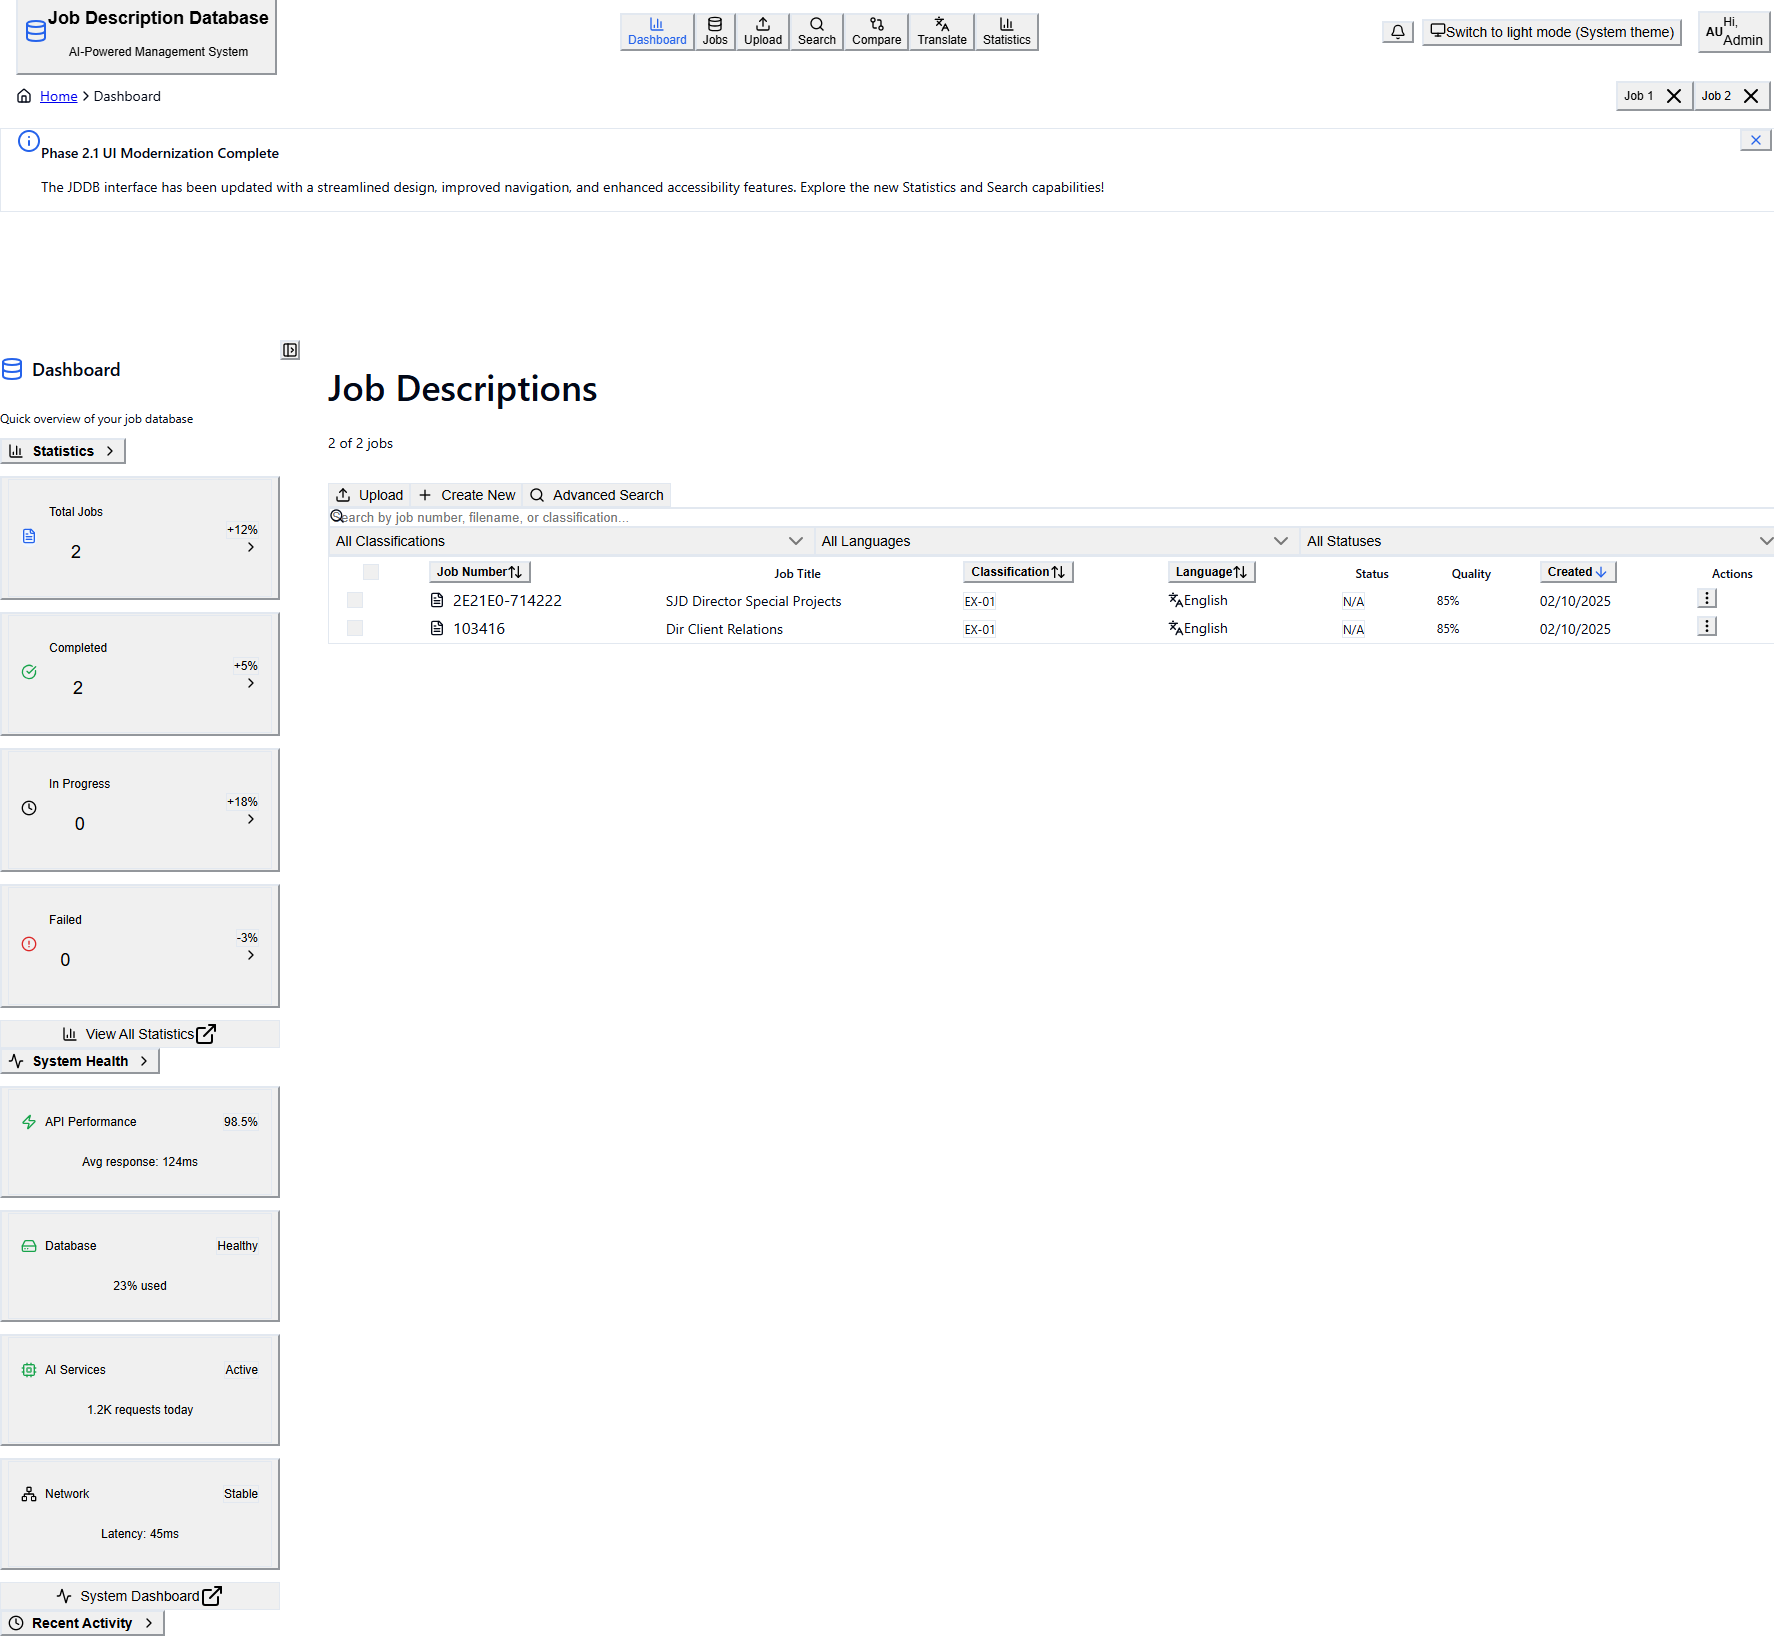 Job Description Database
AI-Powered Management System
Dashboard
Jobs
Upload
Search
Compare
Translate
Statistics
Switch to light mode (System theme)
AU
Hi,
Admin
Home
Dashboard
Job 1
Job 2
Phase 2.1 UI Modernization Complete
The JDDB interface has been updated with a streamlined design, improved navigation, and enhanced accessibility features. Explore the new Statistics and Search capabilities!
Dashboard
Quick overview of your job database
Statistics
Total Jobs
+12%
2
Completed
+5%
2
In Progress
+18%
0
Failed
-3%
0
View All Statistics
System Health
API Performance 98.5%
Avg response: 124ms
Database Healthy
23% used
AI Services Active
1.2K requests today
Network Stable
Latency: 45ms
System Dashboard
Recent Activity
Job Descriptions
2 of 2 jobs
Upload Create New Advanced Search
Search by job number, filename, or classification...
All Classifications All Languages All Statuses
Job Number Job Title Classification Language Status Quality Created Actions
2E21E0-714222 SJD Director Special Projects EX-01 English N/A 85% 02/10/2025
103416 Dir Client Relations EX-01 English N/A 85% 02/10/2025